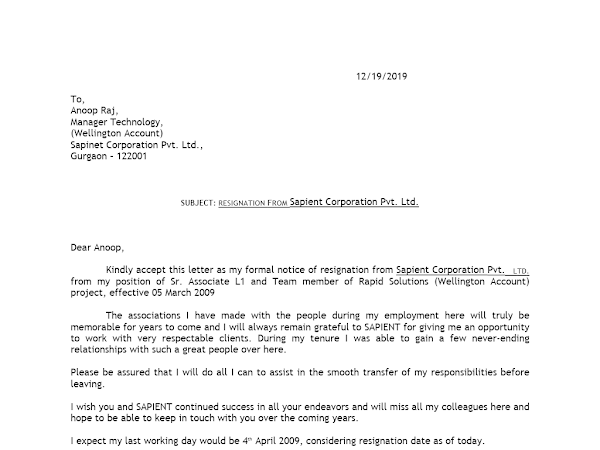 12/19/2019
To,
Anoop Raj,
Manager Technology,
(Wellington Account)
Sapinet Corporation Pvt. Ltd.,
Gurgaon - 122001
SUBJECT: RESIGNATION FROM Sapient Corporation Pvt. Ltd.
Dear Anoop,
Kindly accept this letter as my formal notice of resignation from Sapient Corporation Pvt. LTD.
from my position of Sr. Associate L1 and Team member of Rapid Solutions (Wellington Account)
project, effective 05 March 2009
The associations I have made with the people during my employment here will truly be
memorable for years to come and I will always remain grateful to SAPIENT for giving me an opportunity
to work with very respectable clients. During my tenure I was able to gain a few never-ending
relationships with such a great people over here.
Please be assured that I will do all I can to assist in the smooth transfer of my responsibilities before
leaving.
I wish you and SAPIENT continued success in all your endeavors and will miss all my colleagues here and
hope to be able to keep in touch with you over the coming years.
I expect my last working day would be 4th April 2009, considering resignation date as of today.